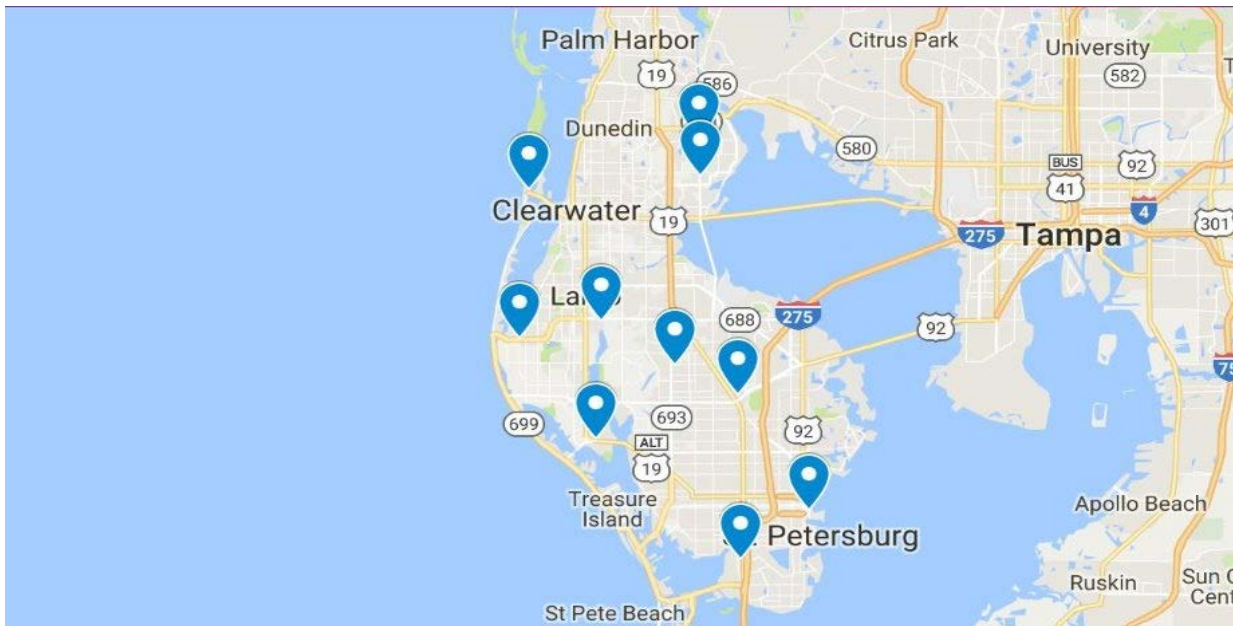 Palm Harbor
Citrus Park
University
19
586
582
Dunedin
580
BUS
92
41
Clearwater
19
4
275
301
Tampa
688
275
92
75
699
693
92
ALT
19
Treasure
Island
Apollo Beach
Petersburg
Ruskin
Sun
Cent
St Pete Beach